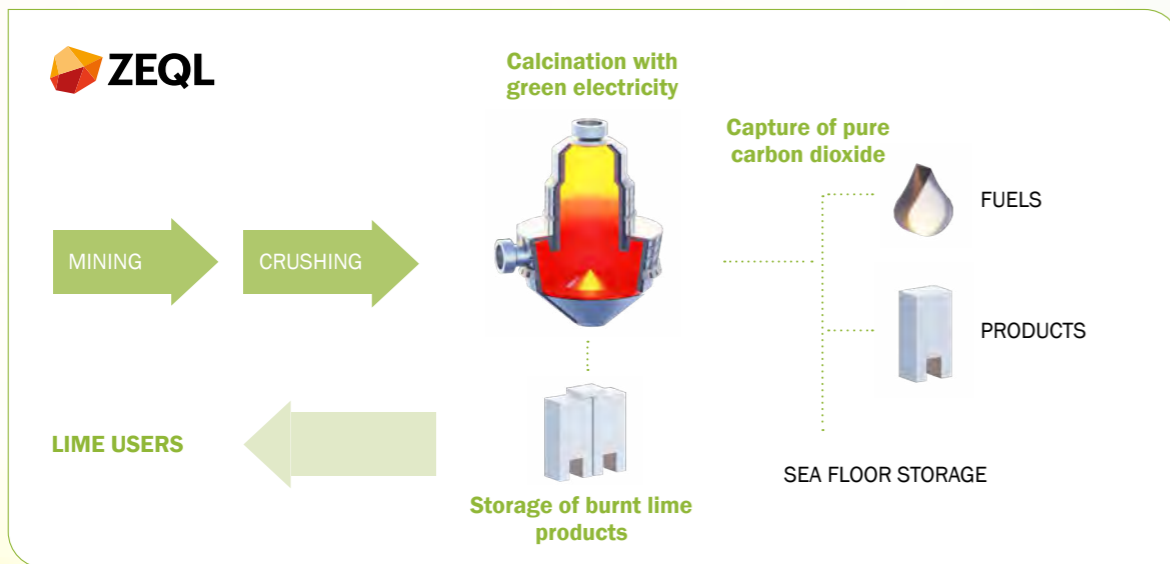 ZEQL
Calcination with
green electricity
Capture of pure
carbon dioxide
FUELS
MINING
CRUSHING
PRODUCTS
LIME USERS
SEA FLOOR STORAGE
Storage of burnt lime
products